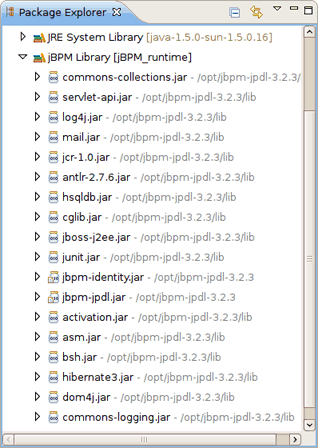 Package Explorer
JRE System Library [java-1.5.0-sun-1.5.0.16]
jBPM Library [jBPM_runtime]
commons-collections.jar - /opt/jbpm-jpdl-3.2.3/
servlet-api.jar - /opt/jbpm-jpdl-3.2.3/lib
log4j.jar - /opt/jbpm-jpdl-3.2.3/lib
mail.jar - /opt/jbpm-jpdl-3.2.3/lib
jcr-1.0.jar - /opt/jbpm-jpdl-3.2.3/lib
antlr-2.7.6.jar - /opt/jbpm-jpdl-3.2.3/lib
hsqldb.jar - /opt/jbpm-jpdl-3.2.3/lib
cglib.jar - /opt/jbpm-jpdl-3.2.3/lib
jboss-j2ee.jar - /opt/jbpm-jpdl-3.2.3/lib
junit.jar - /opt/jbpm-jpdl-3.2.3/lib
jbpm-identity.jar - /opt/jbpm-jpdl-3.2.3
jbpm-jpdl.jar - /opt/jbpm-jpdl-3.2.3
activation.jar - /opt/jbpm-jpdl-3.2.3/lib
asm.jar - /opt/jbpm-jpdl-3.2.3/lib
bsh.jar - /opt/jbpm-jpdl-3.2.3/lib
hibernate3.jar - /opt/jbpm-jpdl-3.2.3/lib
dom4j.jar - /opt/jbpm-jpdl-3.2.3/lib
commons-logging.jar - /opt/jbpm-jpdl-3.2.3/lib